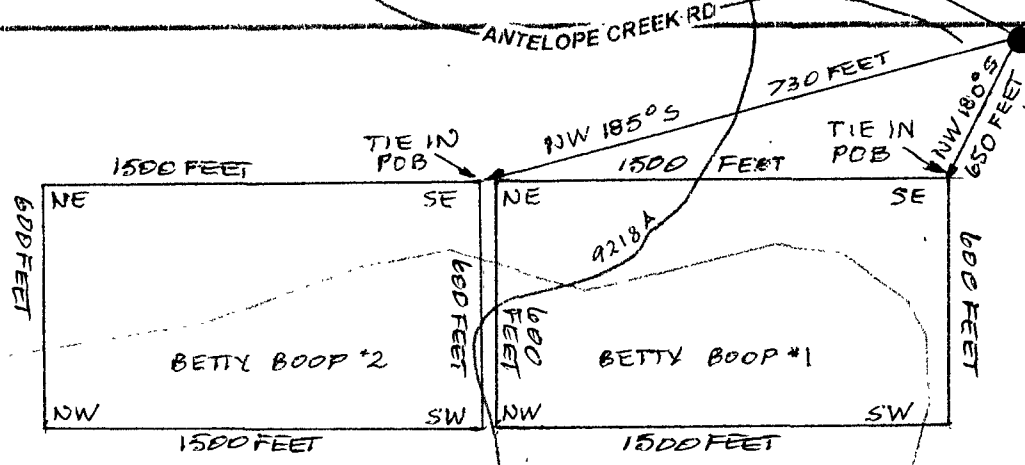 ANTELOPE CREEK RD
730 FEET
NW 185° S
NW 180° S
650 FEET
TIE IN
POB
TIE IN
POB
1500 FEET
1500 FEET
NE
SE
NE
SE
600 FEET
9218A
600 FEET
600
FEET
600 FEET
BETTY BOOP #2
BETTY BOOP #1
NW
SW
NW
SW
1500 FEET
1500 FEET